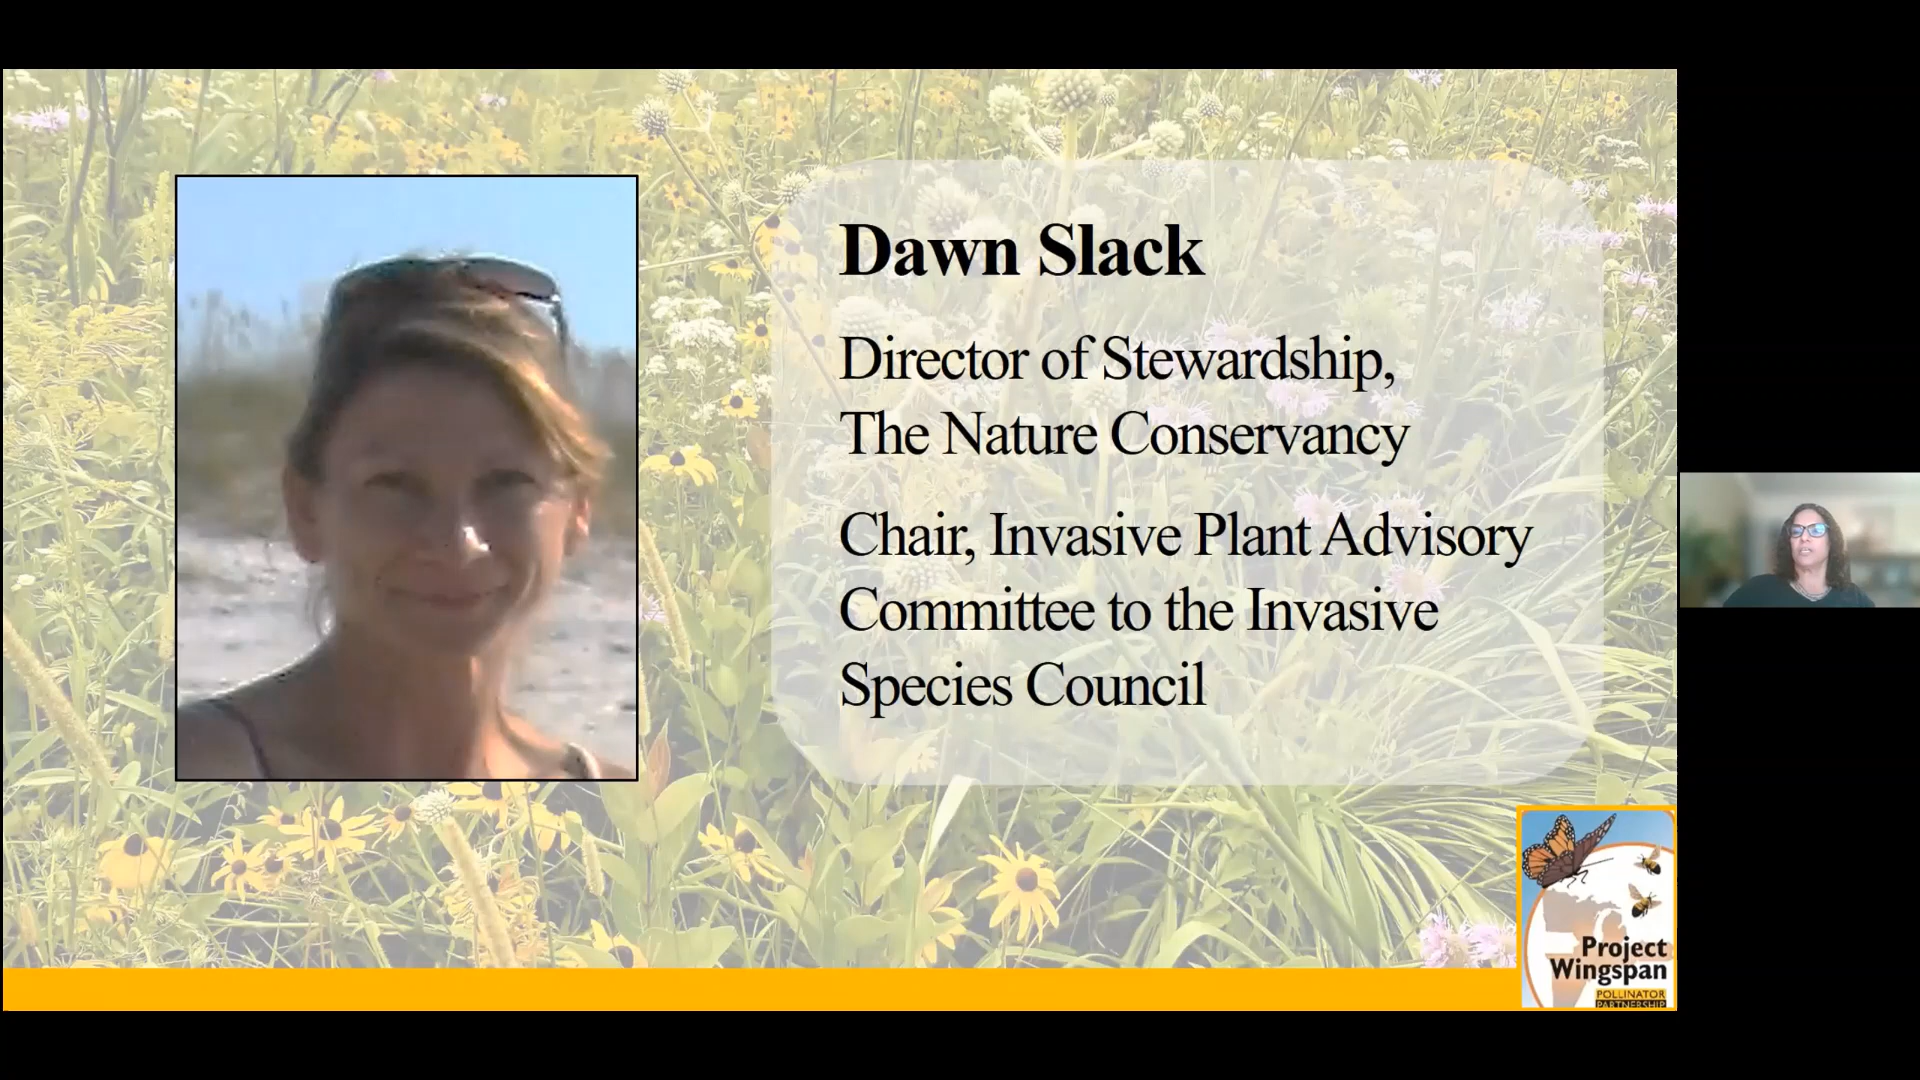 Dawn Slack
Director of Stewardship,
The Nature Conservancy
Chair, Invasive Plant Advisory
Committee to the Invasive
Species Council
Project
Wingspan
POLLINATOR
PARTNERSHIP